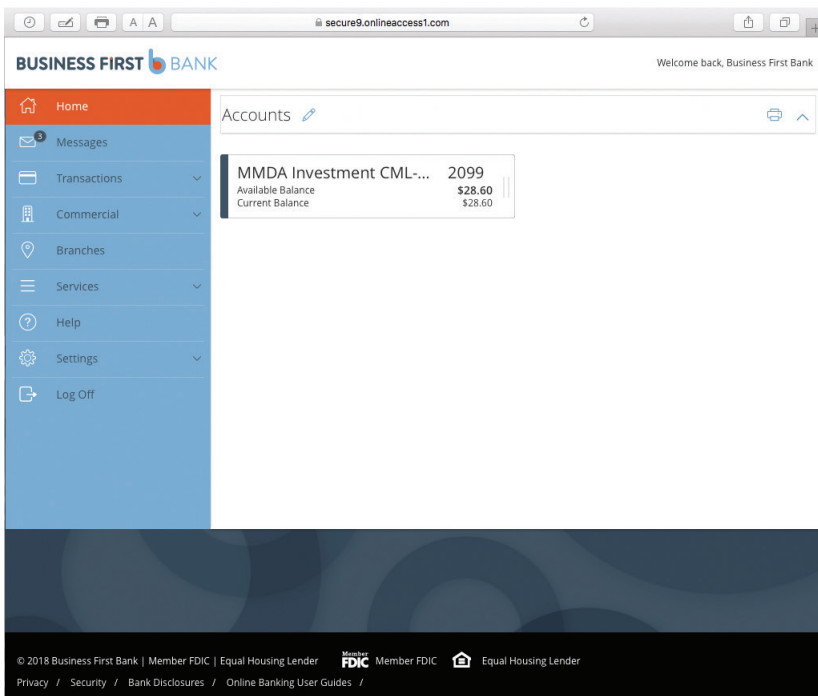 A A
secure9.onlineaccess1.com
BUSINESS FIRST b BANK
Welcome back, Business First Bank
Home
3
Messages
Transactions
Commercial
Branches
Services
Help
Settings
Log Off
Accounts
MMDA Investment CML-... 2099
Available Balance $28.60
Current Balance $28.60
© 2018 Business First Bank | Member FDIC | Equal Housing Lender Member FDIC Member FDIC Equal Housing Lender
Privacy / Security / Bank Disclosures / Online Banking User Guides /